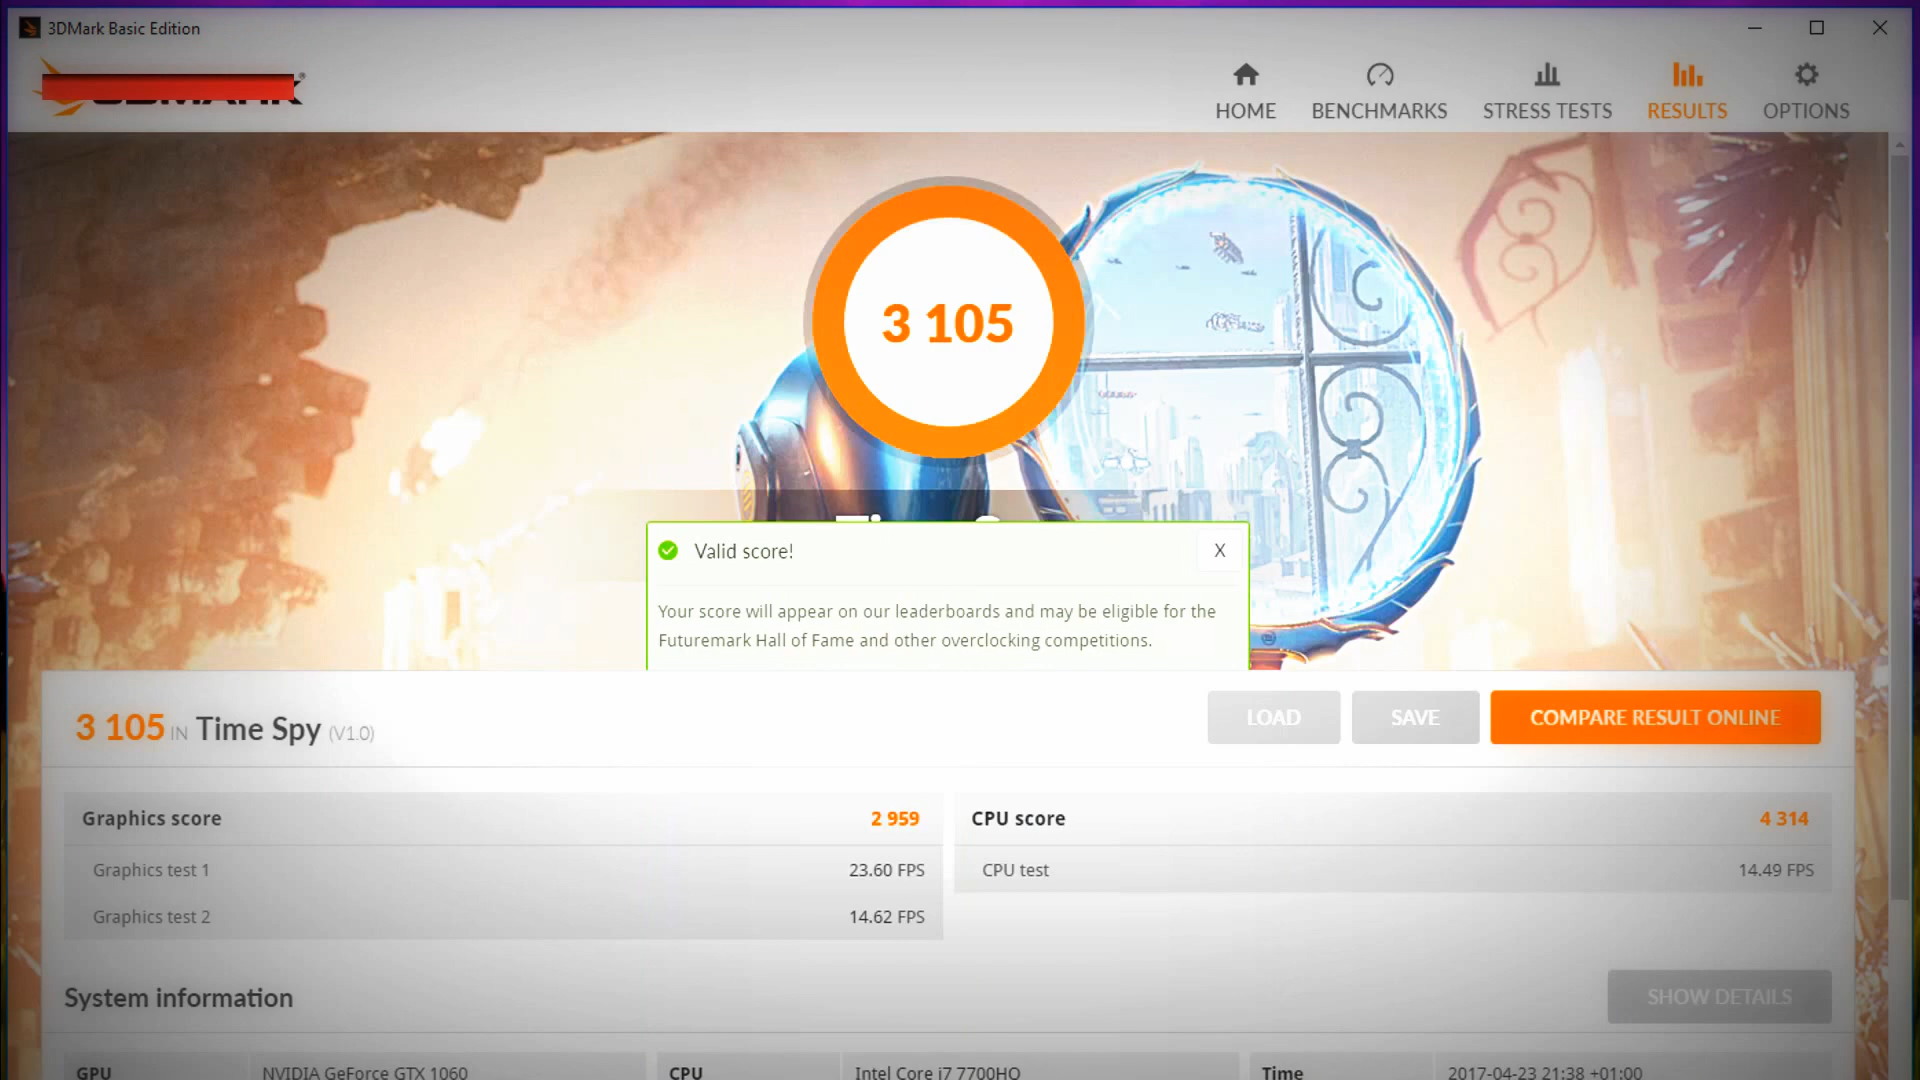 3DMark Basic Edition
HOME
BENCHMARKS
STRESS TESTS
RESULTS
OPTIONS
3 105
Valid score!
X
Your score will appear on our leaderboards and may be eligible for the
Futuremark Hall of Fame and other overclocking competitions.
3 105 IN Time Spy (V1.0)
LOAD
SAVE
COMPARE RESULT ONLINE
Graphics score 2 959
Graphics test 1 23.60 FPS
Graphics test 2 14.62 FPS
CPU score 4 314
CPU test 14.49 FPS
System information
SHOW DETAILS
GPU NVIDIA GeForce GTX 1060
CPU Intel Core i7 7700HQ
Time 2017-04-23 21:38 +01:00